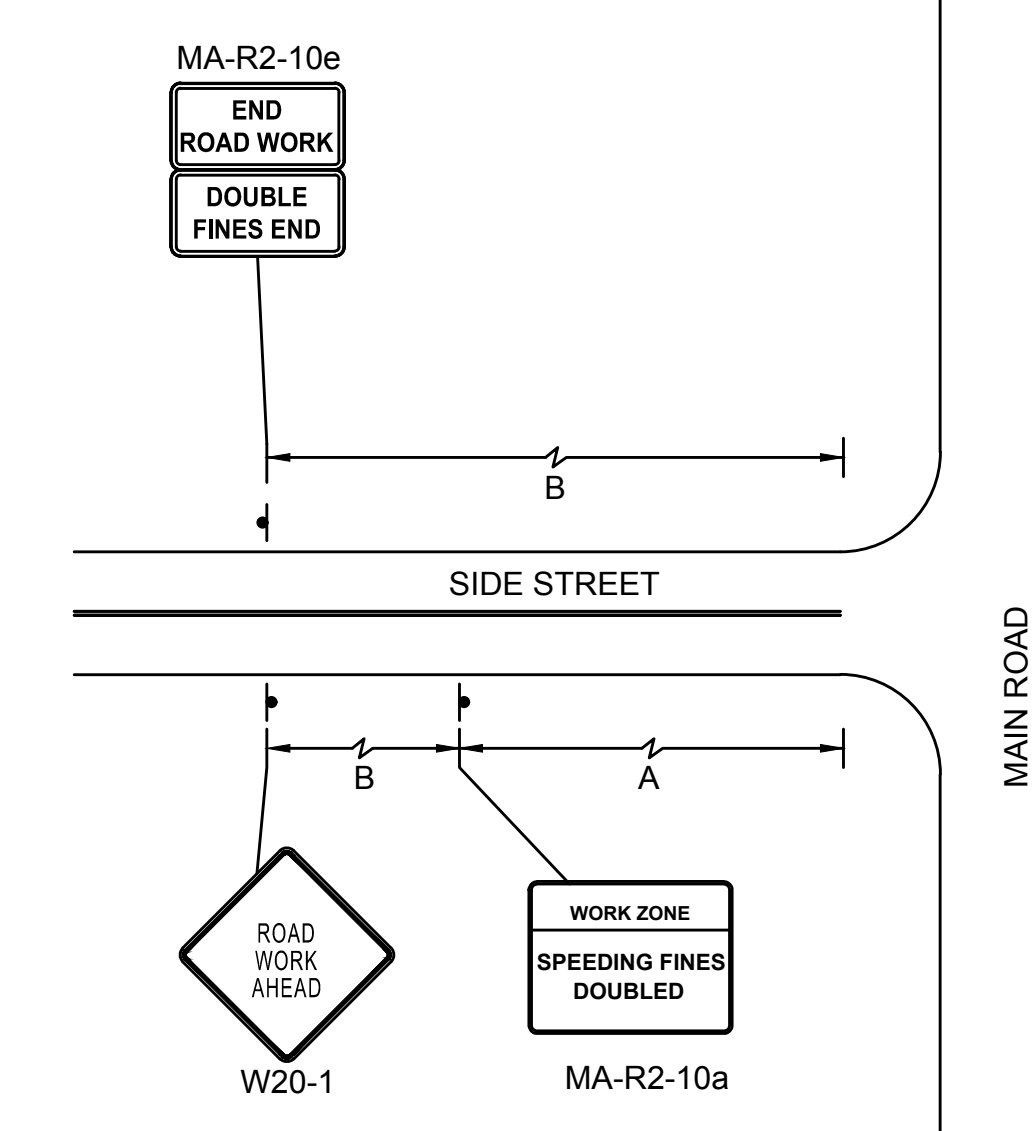 MA-R2-10e
END
ROAD WORK
DOUBLE
FINES END
B
SIDE STREET
MAIN ROAD
B
A
ROAD
WORK
AHEAD
W20-1
WORK ZONE
SPEEDING FINES
DOUBLED
MA-R2-10a